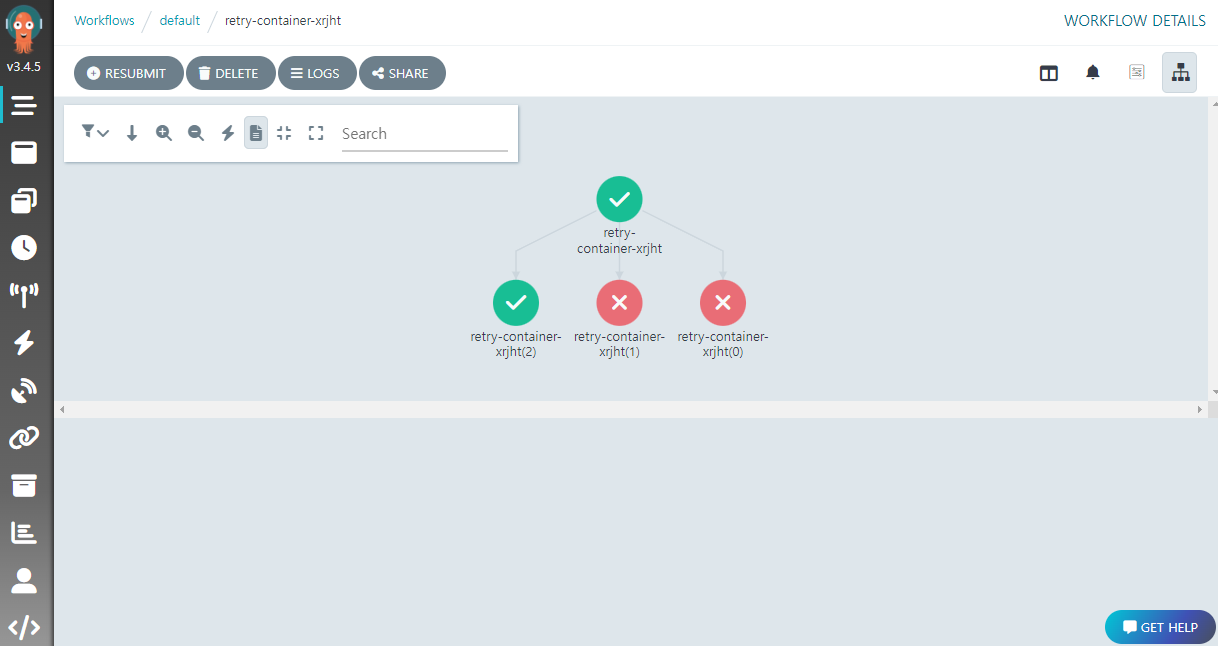 Workflows / default / retry-container-xrjht
WORKFLOW DETAILS
v3.4.5
RESUBMIT
DELETE
LOGS
SHARE
Search
retry-
container-xrjht
retry-container-
xrjht(2)
retry-container-
xrjht(1)
retry-container-
xrjht(0)
GET HELP